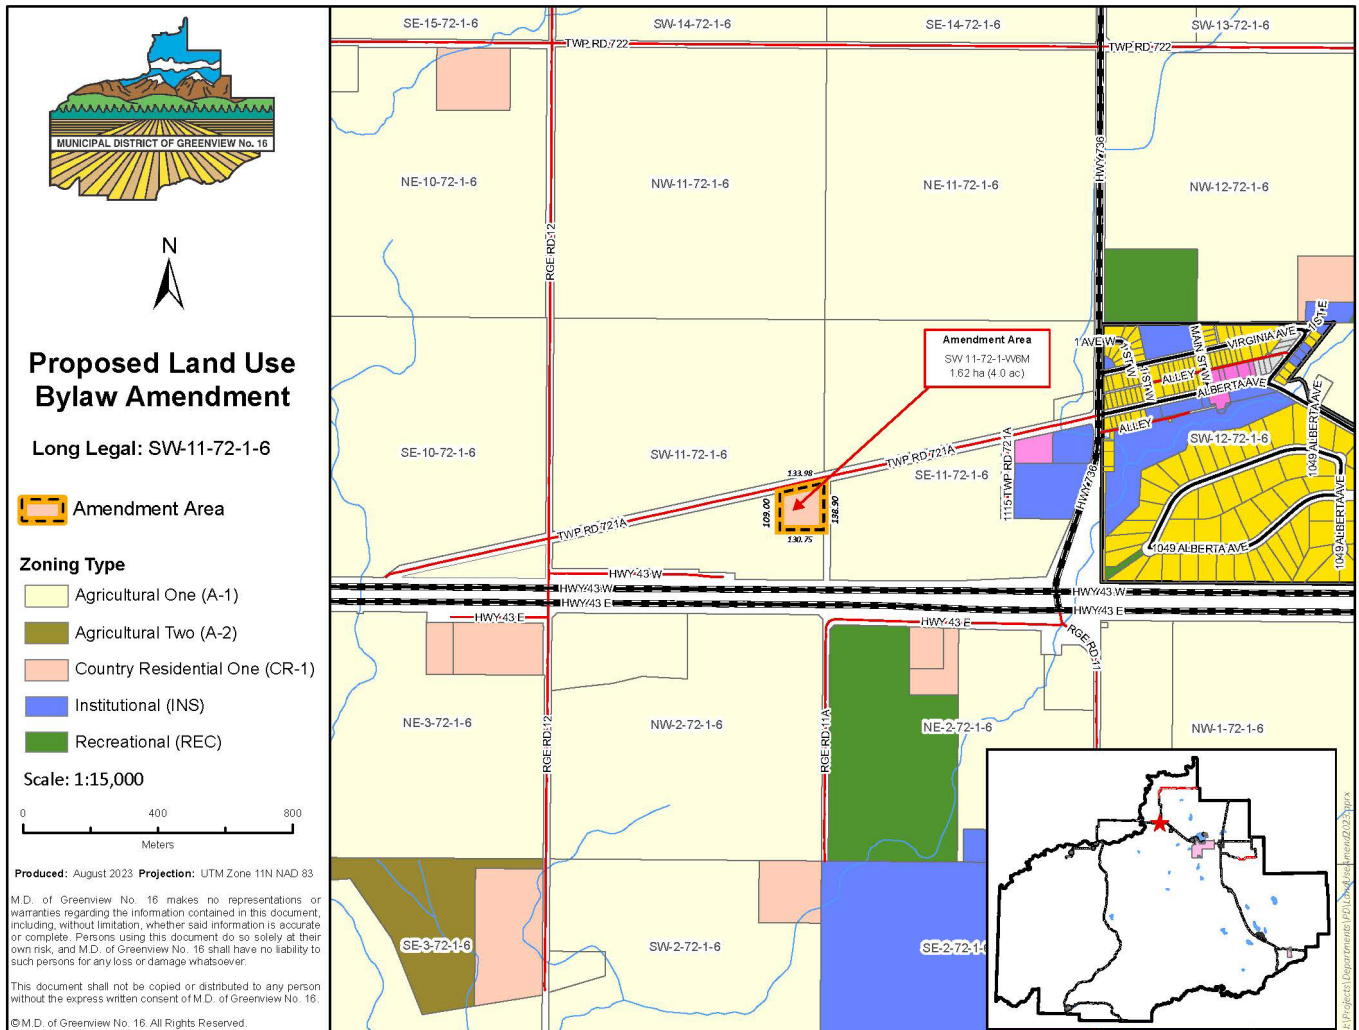 MUNICIPAL DISTRICT OF GREENVIEW No. 16
N
Proposed Land Use
Bylaw Amendment
Long Legal: SW-11-72-1-6
Amendment Area
Zoning Type
Agricultural One (A-1)
Agricultural Two (A-2)
Country Residential One (CR-1)
Institutional (INS)
Recreational (REC)
Scale: 1:15,000
0 400 800
Meters
Produced: August 2023 Projection: UTM Zone 11N NAD 83
M.D. of Greenview No. 16 makes no representations or
warranties regarding the information contained in this document,
including, without limitation, whether said information is accurate
or complete. Persons using this document do so solely at their
own risk, and M.D. of Greenview No. 16 shall have no liability to
such persons for any loss or damage whatsoever.
This document shall not be copied or distributed to any person
without the express written consent of M.D. of Greenview No. 16.
© M.D. of Greenview No. 16. All Rights Reserved.
SE-15-72-1-6
SW-14-72-1-6
SE-14-72-1-6
SW-13-72-1-6
TWP RD 722
TWP RD 722
HWY 736
NE-10-72-1-6
NW-11-72-1-6
NE-11-72-1-6
NW-12-72-1-6
RGE RD 12
Amendment Area
SW 11-72-1-W6M
1.62 ha (4.0 ac)
1 AVE W
1 ST W
1 ST W
MAIN ST W
VIRGINIA AVE
1 ST E
ALLEY
ALBERTA AVE
ALLEY
SW-12-72-1-6
1049 ALBERTA AVE
1049 ALBERTA AVE
1049 ALBERTA AVE
SE-10-72-1-6
SW-11-72-1-6
SE-11-72-1-6
TWP RD 721A
TWP RD 721A
1115 TWP RD 721A
HWY 736
133.98
109.00
138.90
130.75
HWY 43 W
HWY 43 W
HWY 43 W
HWY 43 E
HWY 43 E
HWY 43 E
HWY 43 E
RGE RD 11
NE-3-72-1-6
NW-2-72-1-6
NE-2-72-1-6
NW-1-72-1-6
RGE RD 12
RGE RD 11A
SE-3-72-1-6
SW-2-72-1-6
SE-2-72-1-6